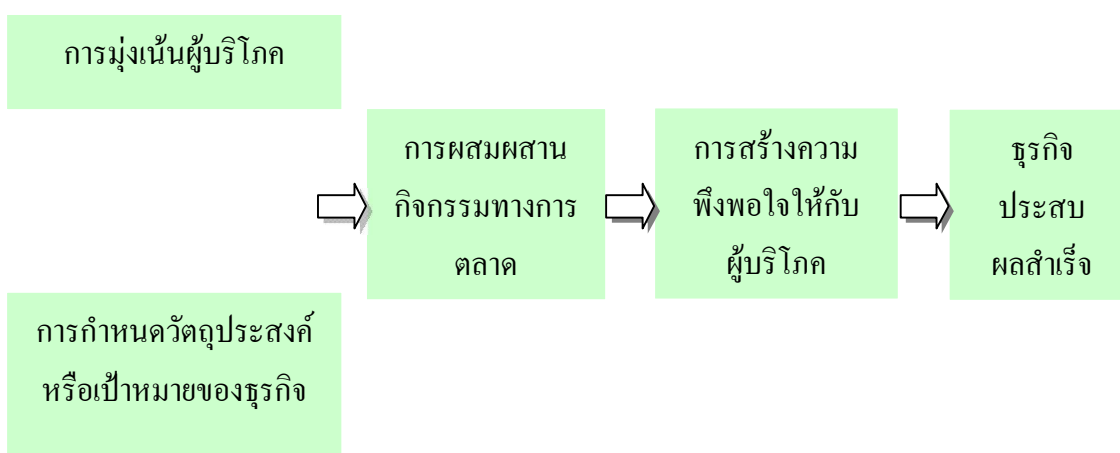 การมุ่งเน้นผู้บริโภค
การกำหนดวัตถุประสงค์
หรือเป้าหมายของธุรกิจ
การผสมผสาน
กิจกรรมทางการ
ตลาด
การสร้างความ
พึงพอใจให้กับ
ผู้บริโภค
ธุรกิจ
ประสบ
ผลสำเร็จ